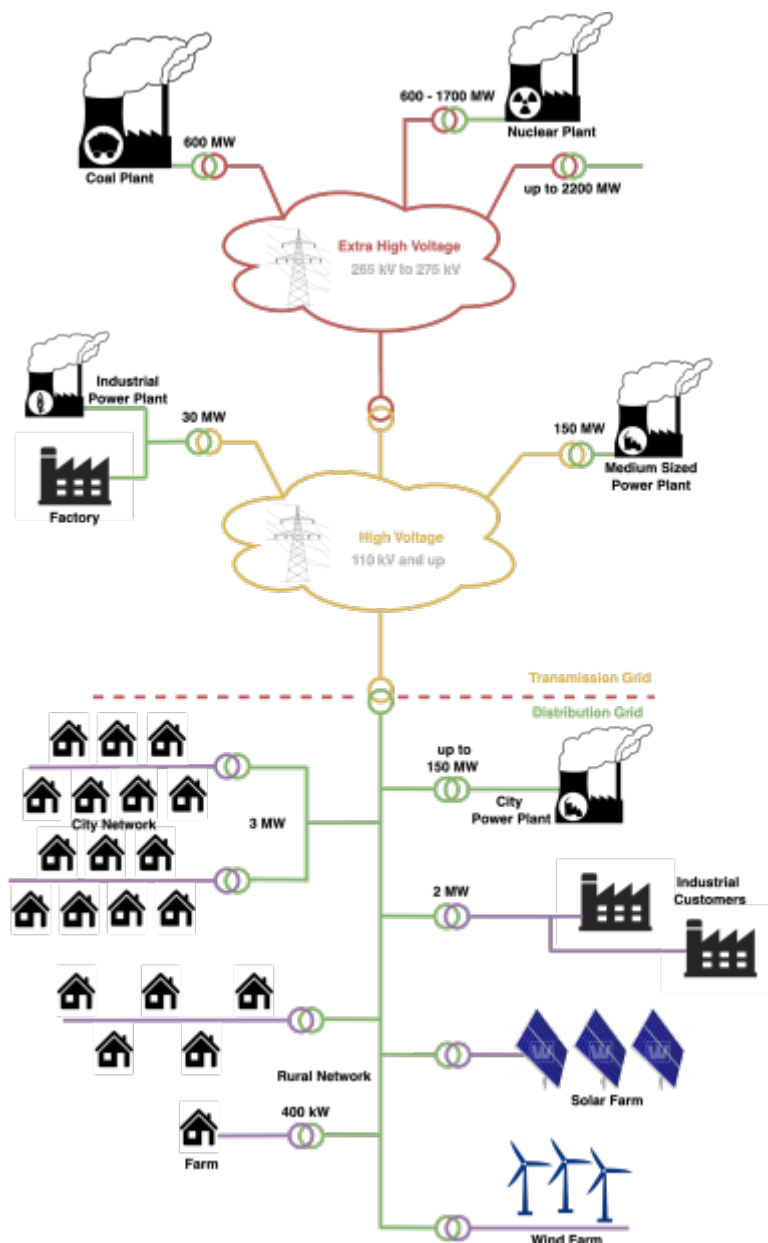 600 - 1700 MW
Nuclear Plant
600 MW
Coal Plant
up to 2200 MW
Extra High Voltage
265 kV to 275 kV
Industrial
Power Plant
30 MW
150 MW
Medium Sized
Power Plant
Factory
High Voltage
110 kV and up
Transmission Grid
Distribution Grid
up to
150 MW
City
Power Plant
City Network
3 MW
2 MW
Industrial
Customers
Rural Network
Solar Farm
400 kW
Farm
Wind Farm